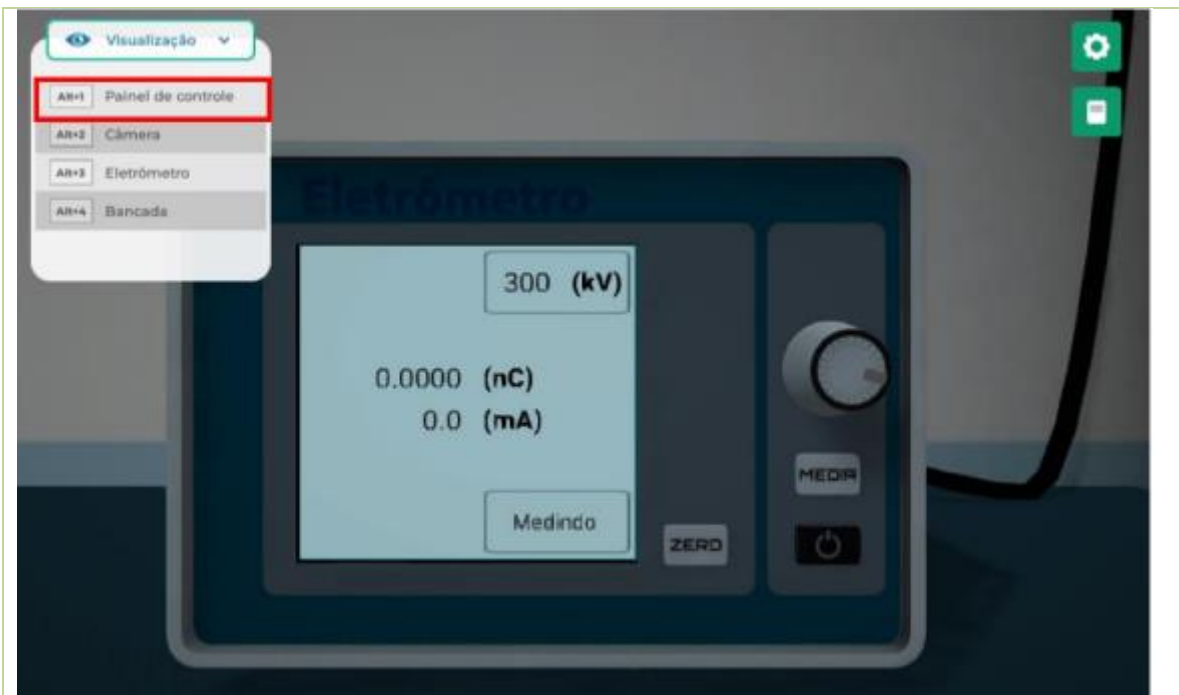 Visualização
Alt+1 Painel de controle
Alt+2 Câmera
Alt+3 Eletrômetro
Alt+4 Bancada
Eletrômetro
300 (kV)
0.0000 (nC)
0.0 (mA)
MEDIR
Medindo
ZERO